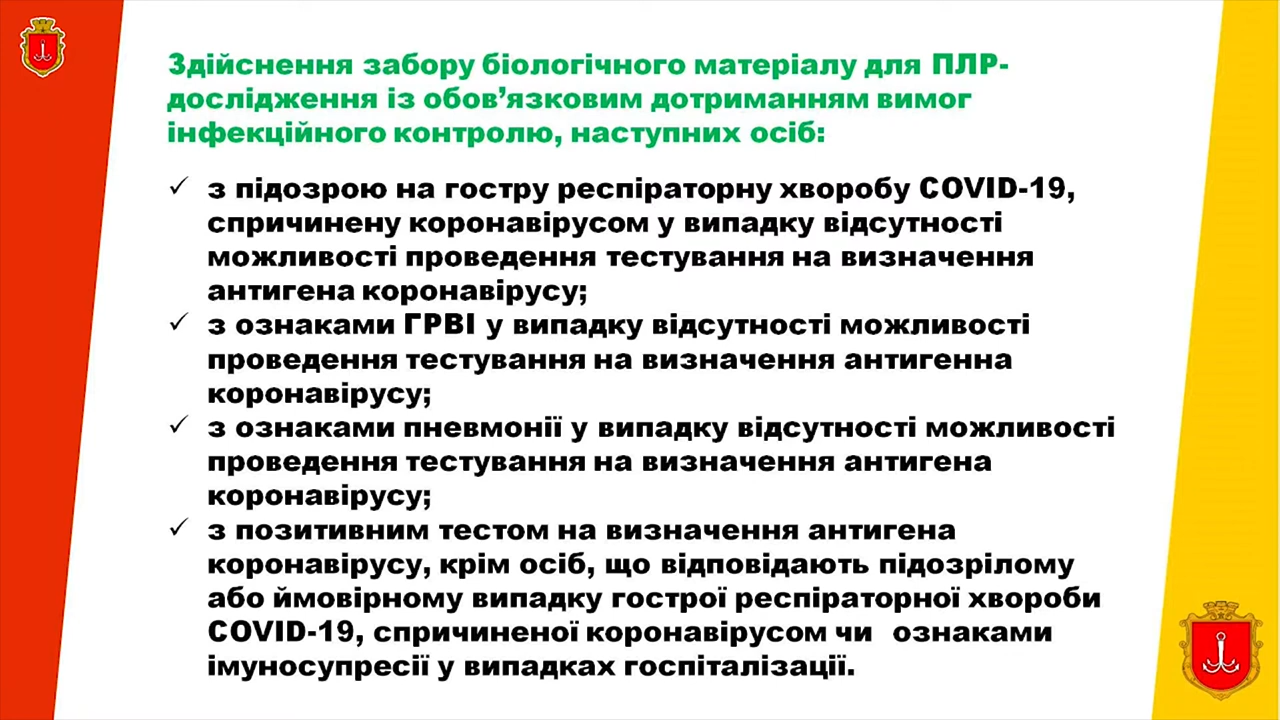 Здійснення забору біологічного матеріалу для ПЛР-
дослідження із обов’язковим дотриманням вимог
інфекційного контролю, наступних осіб:
✓ з підозрою на гостру респіраторну хворобу COVID-19,
спричинену коронавірусом у випадку відсутності
можливості проведення тестування на визначення
антигена коронавірусу;
✓ з ознаками ГРВІ у випадку відсутності можливості
проведення тестування на визначення антигенна
коронавірусу;
✓ з ознаками пневмонії у випадку відсутності можливості
проведення тестування на визначення антигена
коронавірусу;
✓ з позитивним тестом на визначення антигена
коронавірусу, крім осіб, що відповідають підозрілому
або ймовірному випадку гострої респіраторної хвороби
COVID-19, спричиненої коронавірусом чи ознаками
імуносупресії у випадках госпіталізації.